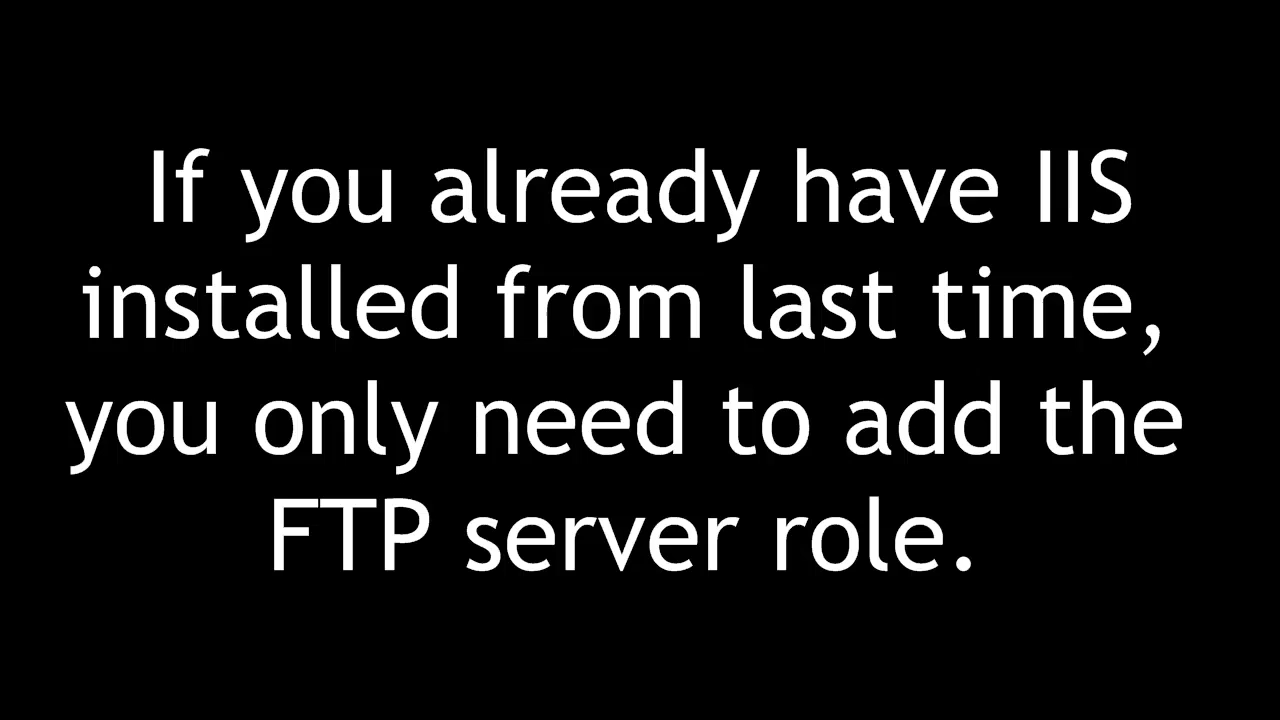 If you already have IIS
installed from last time,
you only need to add the
FTP server role.